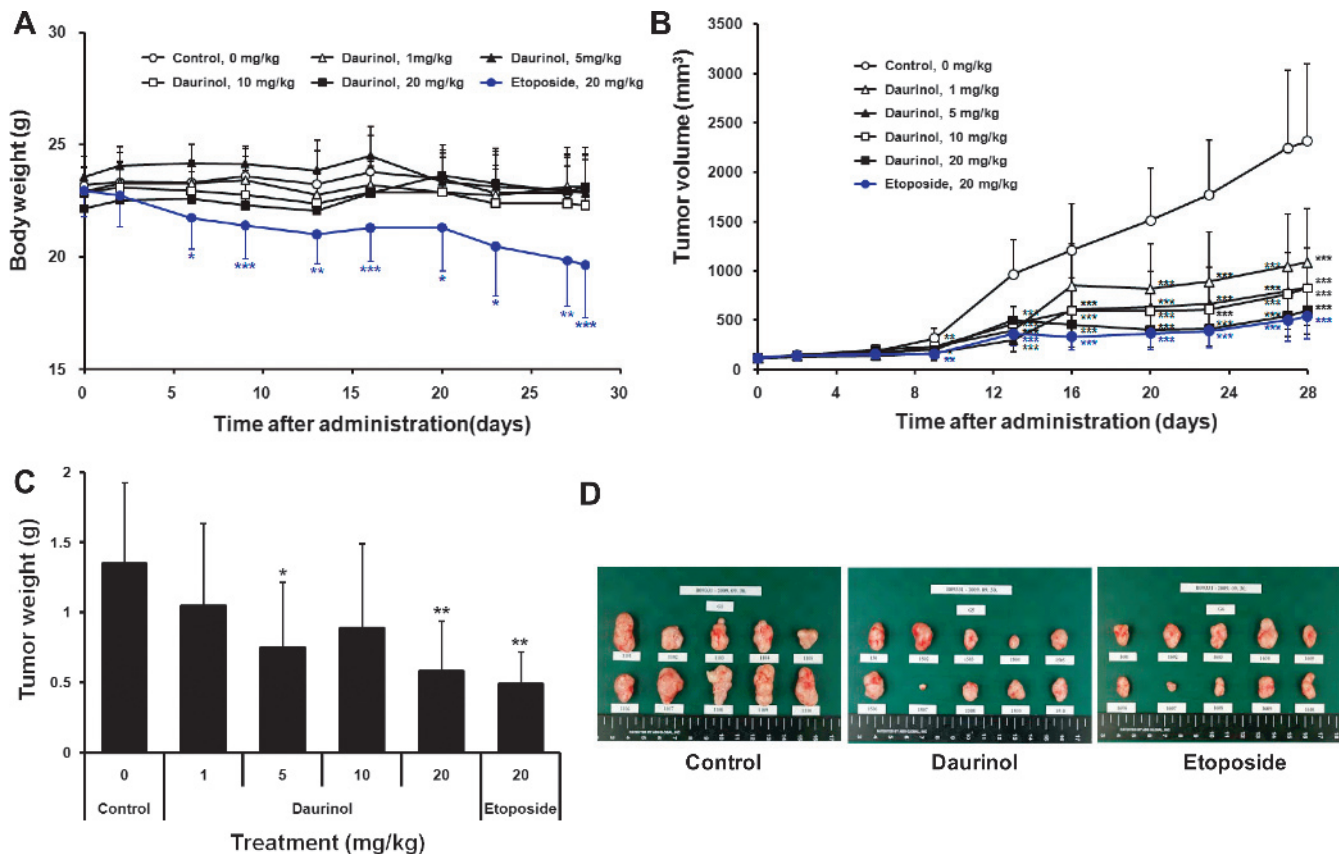 A
30
Control, 0 mg/kg
Daurinol, 1mg/kg
Daurinol, 5mg/kg
Daurinol, 10 mg/kg
Daurinol, 20 mg/kg
Etoposide, 20 mg/kg
25
20
15
Body weight (g)
* *** ** *** * * ** ***
0 5 10 15 20 25 30
Time after administration(days)
B
3500
3000
2500
2000
1500
1000
500
0
Tumor volume (mm3)
Control, 0 mg/kg
Daurinol, 1 mg/kg
Daurinol, 5 mg/kg
Daurinol, 10 mg/kg
Daurinol, 20 mg/kg
Etoposide, 20 mg/kg
0 4 8 12 16 20 24 28
Time after administration (days)
C
2
1.5
1
0.5
0
Tumor weight (g)
* ** **
0 1 5 10 20 20
Control Daurinol Etoposide
Treatment (mg/kg)
D
Control
Daurinol
Etoposide